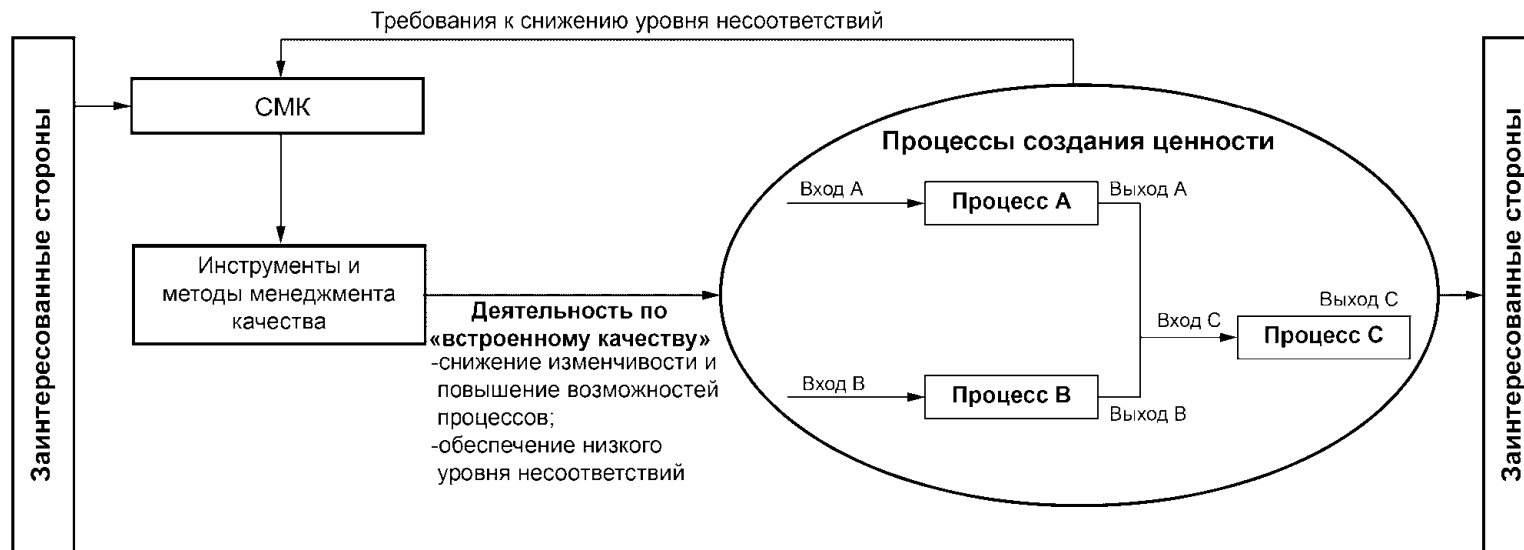 Требования к снижению уровня несоответствий
Заинтересованные стороны
СМК
Инструменты и
методы менеджмента
качества
Деятельность по
«встроенному качеству»
-снижение изменчивости и
повышение возможностей
процессов;
-обеспечение низкого
уровня несоответствий
Процессы создания ценности
Вход А
Процесс А
Выход А
Вход В
Процесс В
Выход В
Вход С
Процесс С
Выход С
Заинтересованные стороны